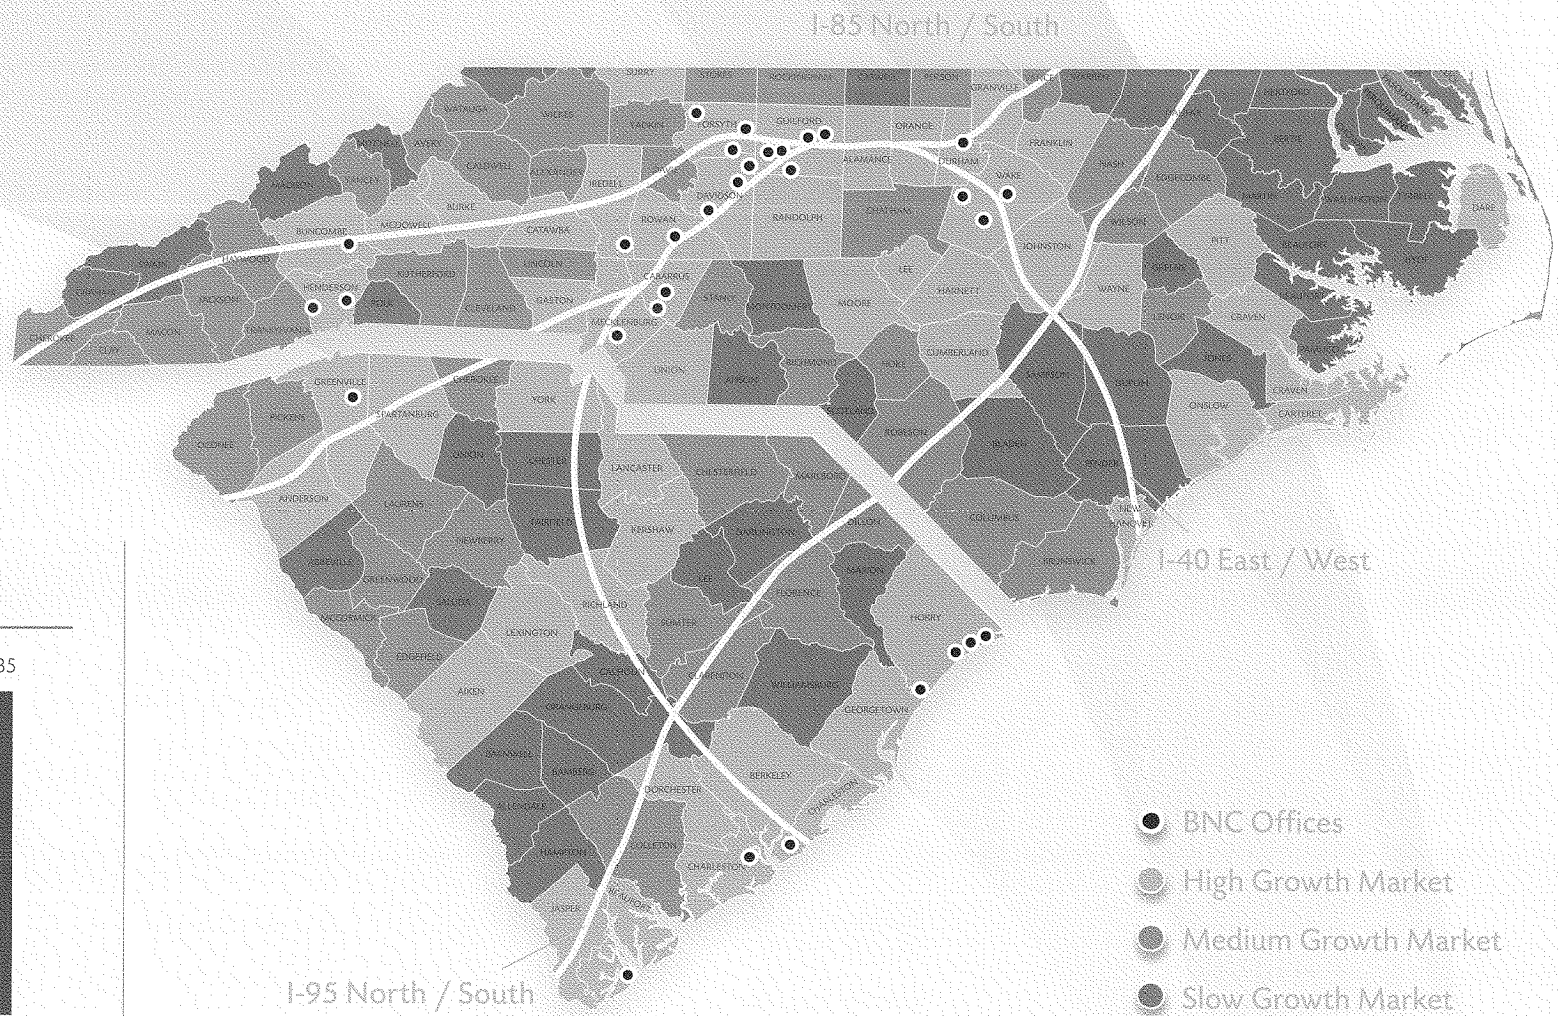 I-85 North / South
SURRY
STOKES
ROCKINGHAM
CASWELL
PERSON
GRANVILLE
WARREN
HERTFORD
WATAUGA
WILKES
YADKIN
FORSYTH
GUILFORD
ORANGE
FRANKLIN
BERTIE
MITCHELL
AVERY
CALDWELL
ALEXANDER
IREDELL
ALAMANCE
DURHAM
WAKE
NASH
EDGECOMBE
MADISON
YANCEY
BURKE
DAVIDSON
MARTIN
WASHINGTON
TYRRELL
DARE
BUNCOMBE
MCDOWELL
CATAWBA
ROWAN
RANDOLPH
CHATHAM
JOHNSTON
WILSON
PITT
BEAUFORT
HYDE
SWAIN
HAYWOOD
RUTHERFORD
LINCOLN
CABARRUS
LEE
HARNETT
WAYNE
GREENE
GRAHAM
JACKSON
HENDERSON
POLK
CLEVELAND
GASTON
STANLY
MONTGOMERY
MOORE
LENOIR
CRAVEN
CHEROKEE
CLAY
MACON
TRANSYLVANIA
MECKLENBURG
UNION
ANSON
RICHMOND
HOKE
CUMBERLAND
SAMPSON
DUPLIN
JONES
GREENVILLE
CHEROKEE
YORK
SCOTLAND
ROBESON
BLADEN
PENDER
ONSLOW
CRAVEN
CARTERET
OCONEE
PICKENS
SPARTANBURG
UNION
CHESTER
LANCASTER
CHESTERFIELD
MARLBORO
ANDERSON
LAURENS
FAIRFIELD
KERSHAW
DARLINGTON
DILLON
COLUMBUS
NEW
HANOVER
BRUNSWICK
I-40 East / West
ABBEVILLE
GREENWOOD
NEWBERRY
LEE
MARION
MCCORMICK
SALUDA
LEXINGTON
RICHLAND
SUMTER
FLORENCE
HORRY
35
EDGEFIELD
AIKEN
CALHOUN
CLARENDON
WILLIAMSBURG
GEORGETOWN
ORANGEBURG
BARNWELL
BAMBERG
BERKELEY
ALLENDALE
DORCHESTER
CHARLESTON
HAMPTON
COLLETON
CHARLESTON
JASPER
BEAUFORT
I-95 North / South
BNC Offices
High Growth Market
Medium Growth Market
Slow Growth Market